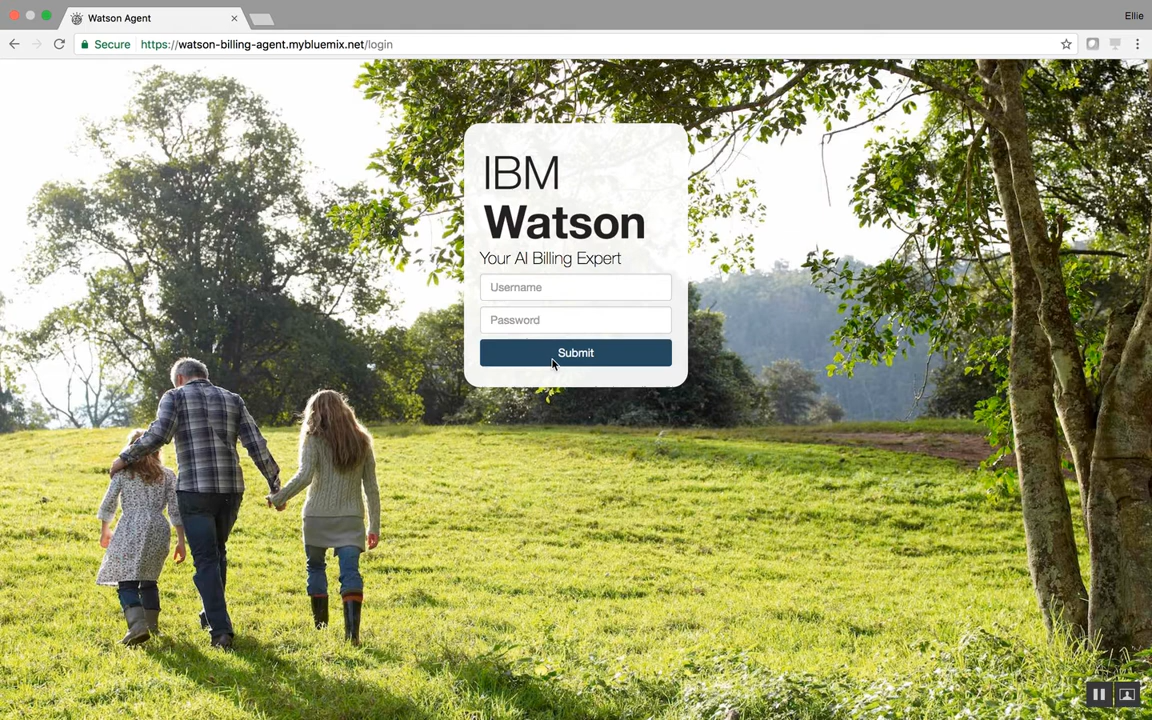 Watson Agent
Ellie
Secure https://watson-billing-agent.mybluemix.net/login
IBM
Watson
Your AI Billing Expert
Username
Password
Submit